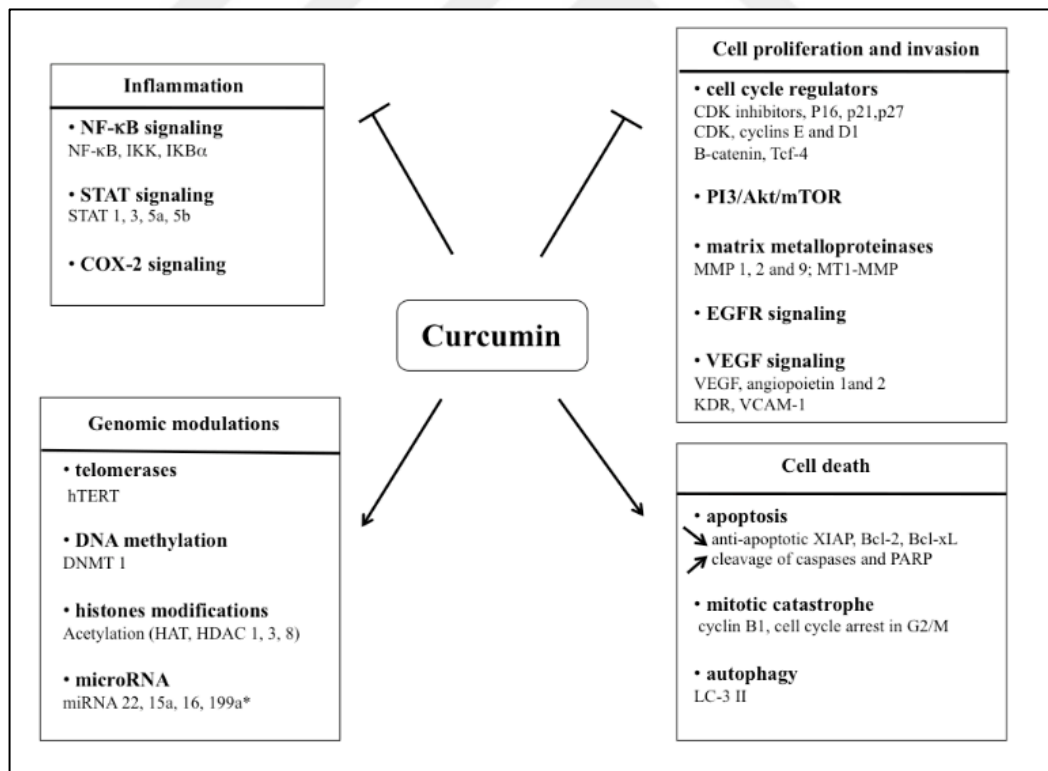 Inflammation
• NF-κB signaling
NF-κB, IKK, IKBα
• STAT signaling
STAT 1, 3, 5a, 5b
• COX-2 signaling
Cell proliferation and invasion
• cell cycle regulators
CDK inhibitors, P16, p21,p27
CDK, cyclins E and D1
B-catenin, Tcf-4
• PI3/Akt/mTOR
• matrix metalloproteinases
MMP 1, 2 and 9; MT1-MMP
• EGFR signaling
• VEGF signaling
VEGF, angiopoietin 1and 2
KDR, VCAM-1
Curcumin
Genomic modulations
• telomerases
hTERT
• DNA methylation
DNMT 1
• histones modifications
Acetylation (HAT, HDAC 1, 3, 8)
• microRNA
miRNA 22, 15a, 16, 199a*
Cell death
• apoptosis
anti-apoptotic XIAP, Bcl-2, Bcl-xL
cleavage of caspases and PARP
• mitotic catastrophe
cyclin B1, cell cycle arrest in G2/M
• autophagy
LC-3 II